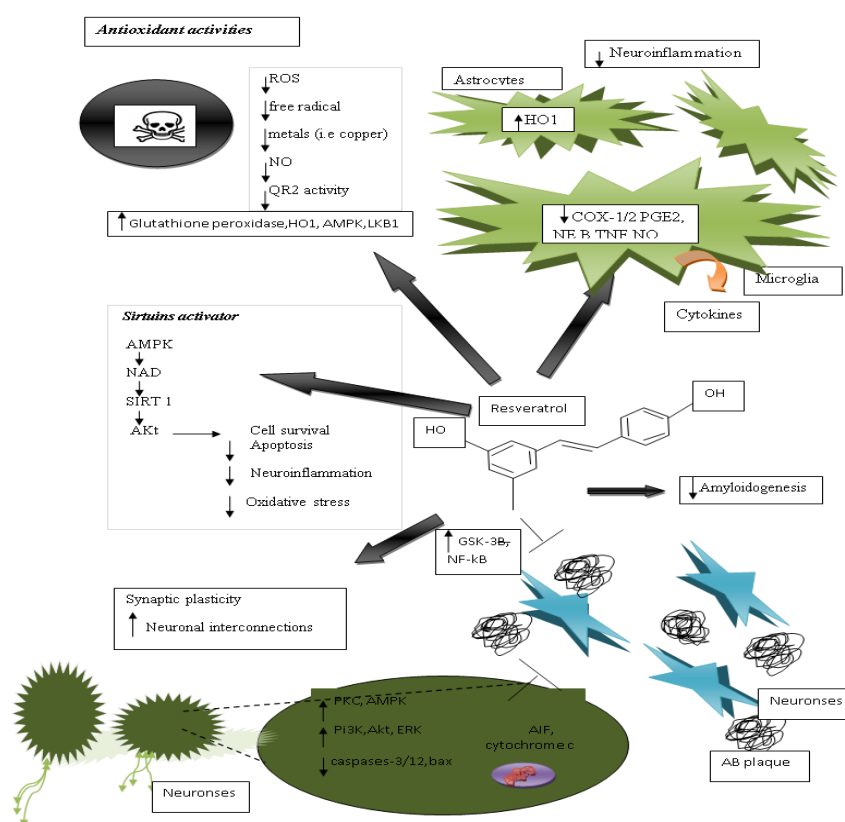 Antioxidant activities
ROS
free radical
metals (i.e copper)
NO
QR2 activity
Glutathione peroxidase,HO1, AMPK,LKB1
Neuroinflammation
Astrocytes
HO1
COX-1/2 PGE2,
NF B TNF NO
Microglia
Cytokines
Sirtuins activator
AMPK
NAD
SIRT 1
AKt
Cell survival
Apoptosis
Neuroinflammation
Oxidative stress
Resveratrol
OH
HO
Amyloidogenesis
GSK-3B,
NF-kB
Synaptic plasticity
Neuronal interconnections
PKC, AMPK
Pi3K,Akt, ERK
caspases-3/12,bax
AIF,
cytochrome c
Neuronses
Neuronses
AB plaque